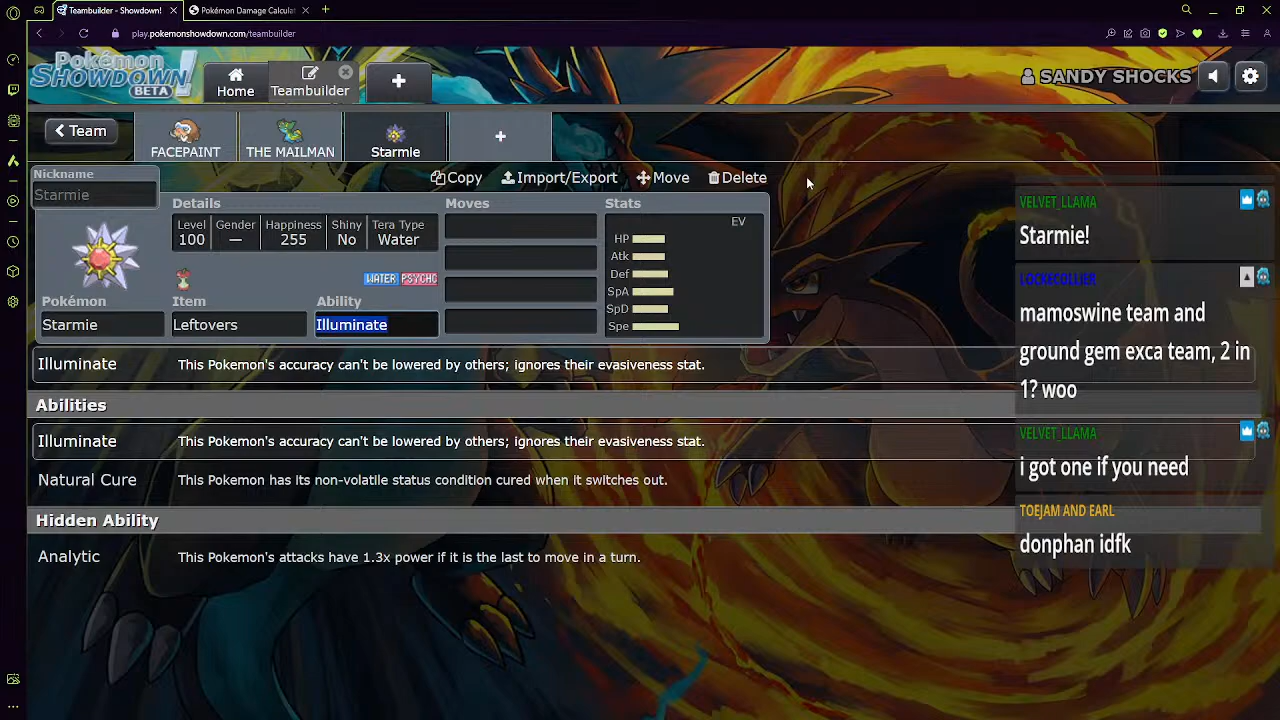 Teambuilder - Showdown!
Pokémon Damage Calculat
play.pokemonshowdown.com/teambuilder
Pokémon
Showdown!
BETA
Home
Teambuilder
SANDY SHOCKS
Team
FACEPAINT
THE MAILMAN
Starmie
Copy
Import/Export
Move
Delete
Nickname
Starmie
Details
Moves
Stats
Level
100
Gender
—
Happiness
255
Shiny
No
Tera Type
Water
EV
HP
Atk
Def
SpA
SpD
Spe
WATER
PSYCHC
Pokémon
Item
Ability
Starmie
Leftovers
Illuminate
Illuminate
This Pokemon's accuracy can't be lowered by others; ignores their evasiveness stat.
Abilities
Illuminate
This Pokemon's accuracy can't be lowered by others; ignores their evasiveness stat.
Natural Cure
This Pokemon has its non-volatile status condition cured when it switches out.
Hidden Ability
Analytic
This Pokemon's attacks have 1.3x power if it is the last to move in a turn.
VELVET_LLAMA
Starmie!
LOCKECOLLIER
mamoswine team and
ground gem exca team, 2 in
1? woo
VELVET_LLAMA
i got one if you need
TOEJAM AND EARL
donphan idfk